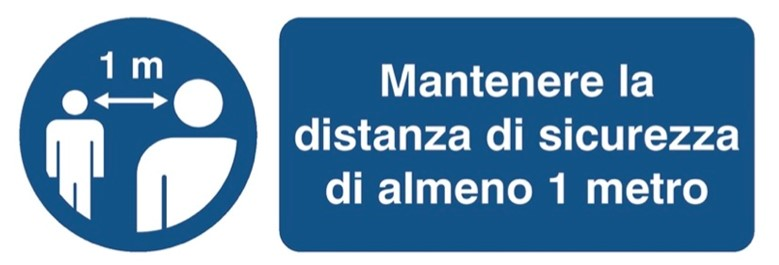 1 m
Mantenere la
distanza di sicurezza
di almeno 1 metro